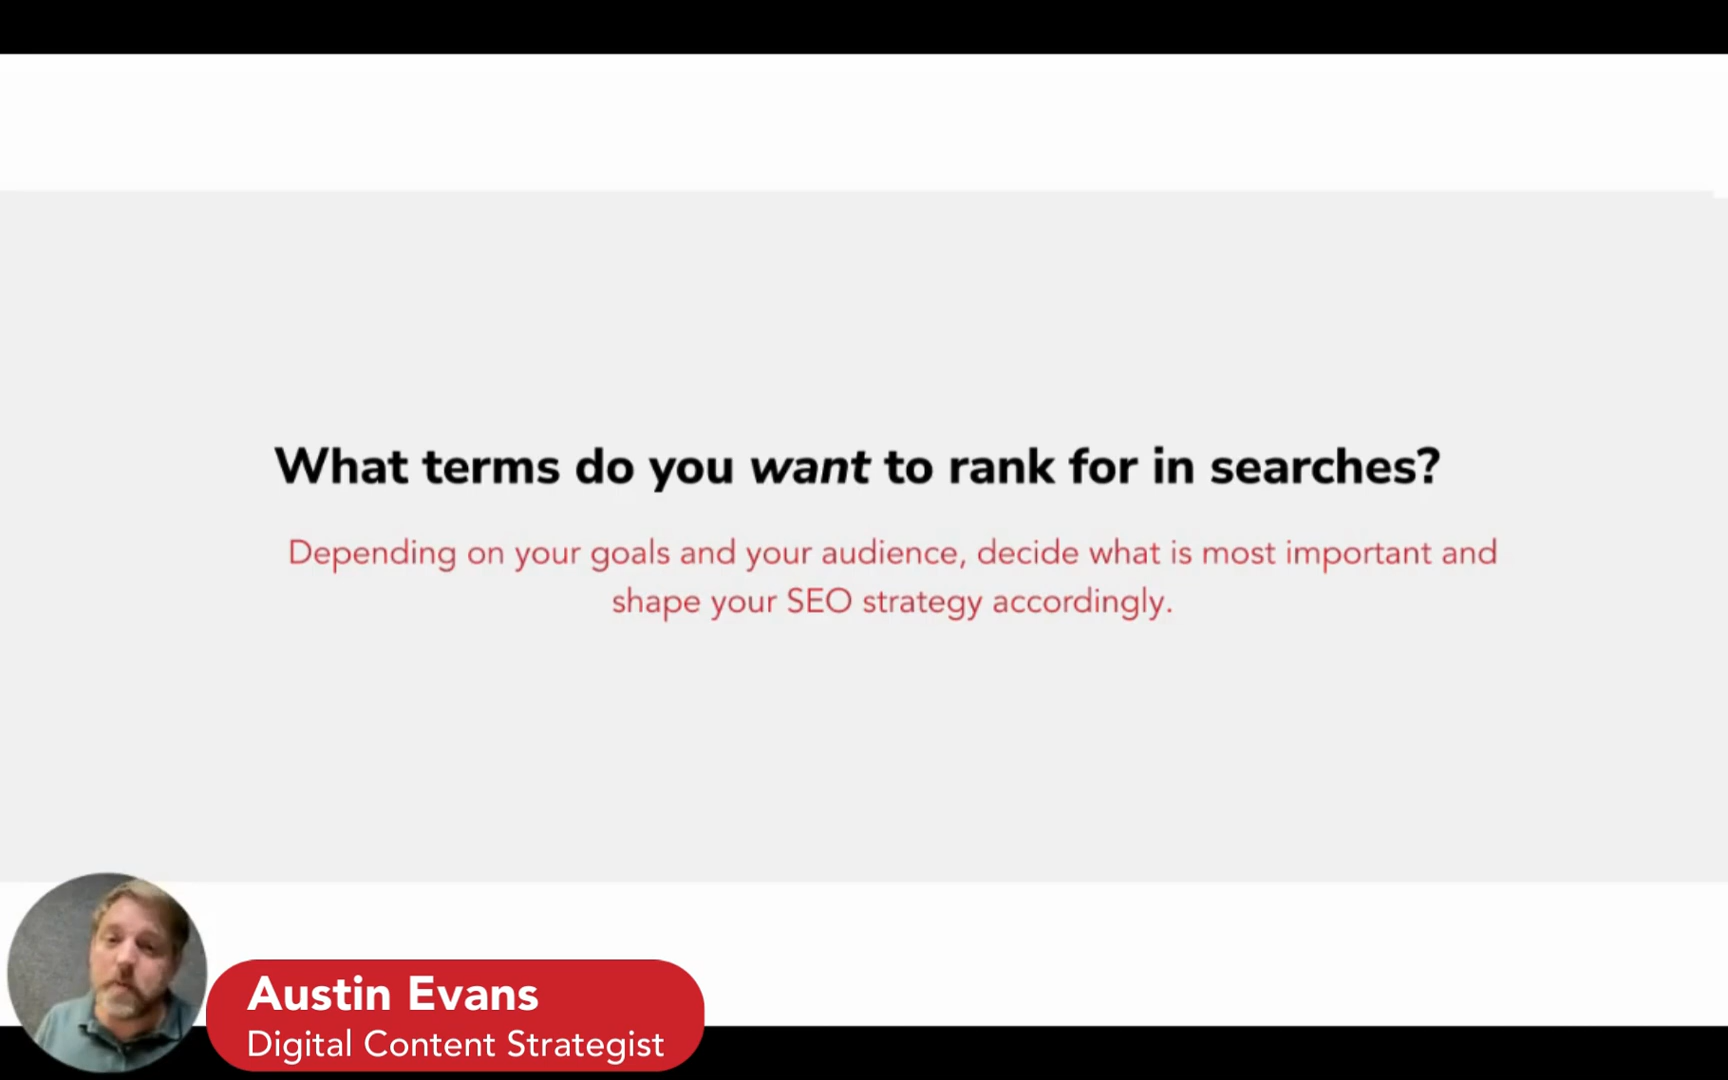 What terms do you want to rank for in searches?
Depending on your goals and your audience, decide what is most important and
shape your SEO strategy accordingly.
Austin Evans
Digital Content Strategist